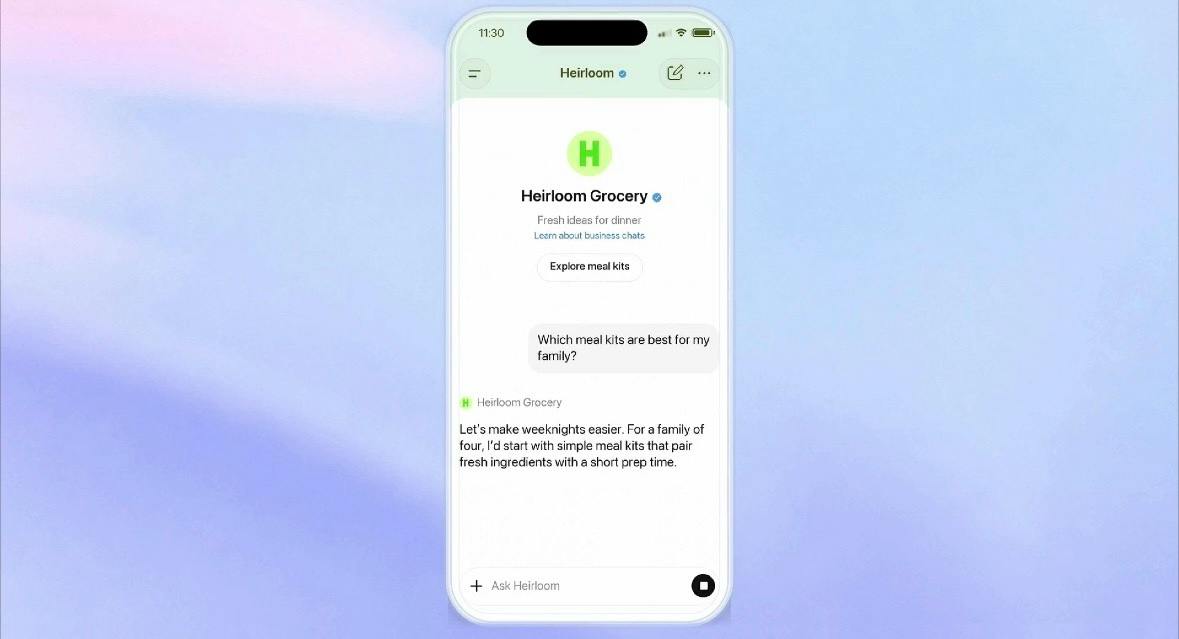 11:30
Heirloom
H
Heirloom Grocery
Fresh ideas for dinner
Learn about business chats
Explore meal kits
Which meal kits are best for my
family?
H Heirloom Grocery
Let's make weeknights easier. For a family of
four, I'd start with simple meal kits that pair
fresh ingredients with a short prep time.
Ask Heirloom